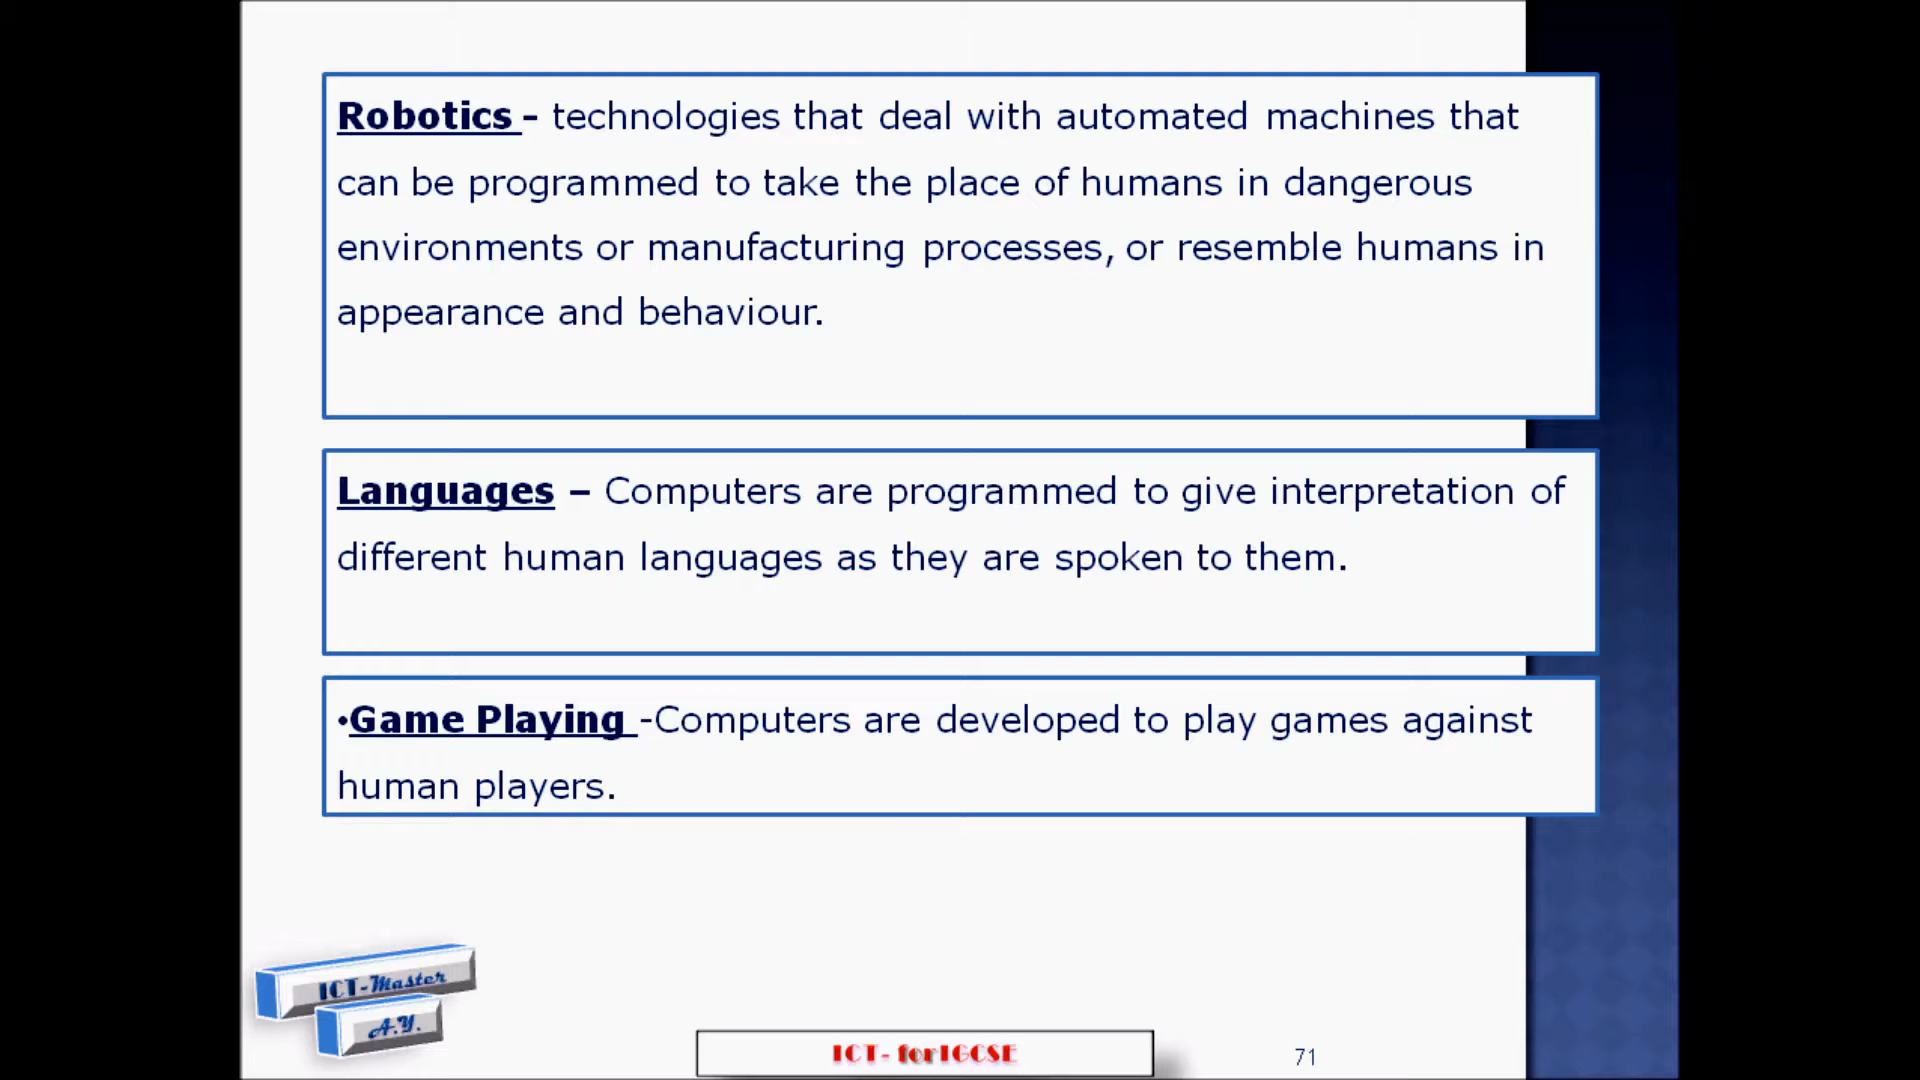 Robotics - technologies that deal with automated machines that
can be programmed to take the place of humans in dangerous
environments or manufacturing processes, or resemble humans in
appearance and behaviour.
Languages – Computers are programmed to give interpretation of
different human languages as they are spoken to them.
•Game Playing -Computers are developed to play games against
human players.
ICT-Master
A.Y.
ICT- for IGCSE
71